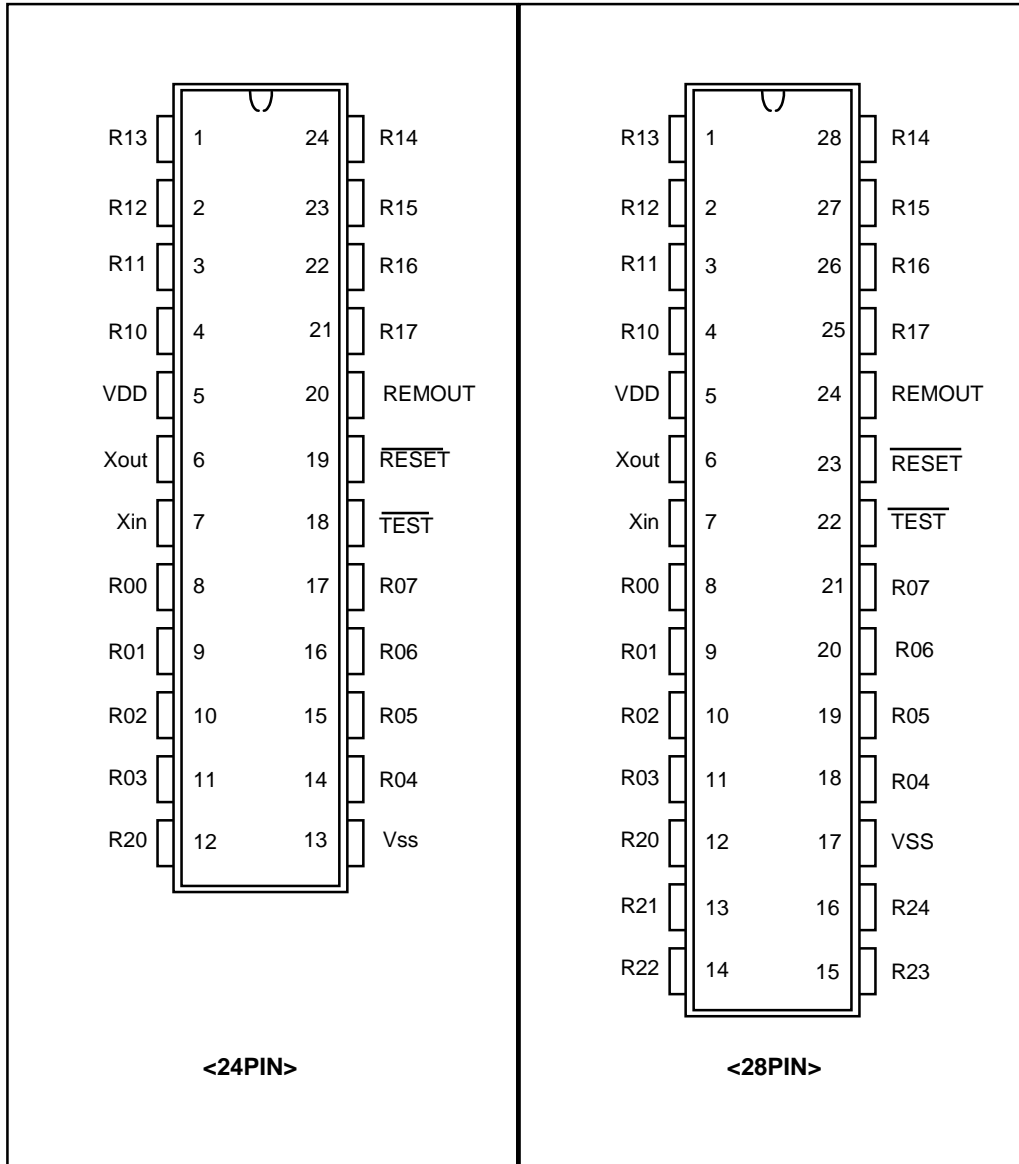 R13 1 24 R14
R12 2 23 R15
R11 3 22 R16
R10 4 21 R17
VDD 5 20 REMOUT
Xout 6 19 RESET
Xin 7 18 TEST
R00 8 17 R07
R01 9 16 R06
R02 10 15 R05
R03 11 14 R04
R20 12 13 Vss
<24PIN>
R13 1 28 R14
R12 2 27 R15
R11 3 26 R16
R10 4 25 R17
VDD 5 24 REMOUT
Xout 6 23 RESET
Xin 7 22 TEST
R00 8 21 R07
R01 9 20 R06
R02 10 19 R05
R03 11 18 R04
R20 12 17 VSS
R21 13 16 R24
R22 14 15 R23
<28PIN>